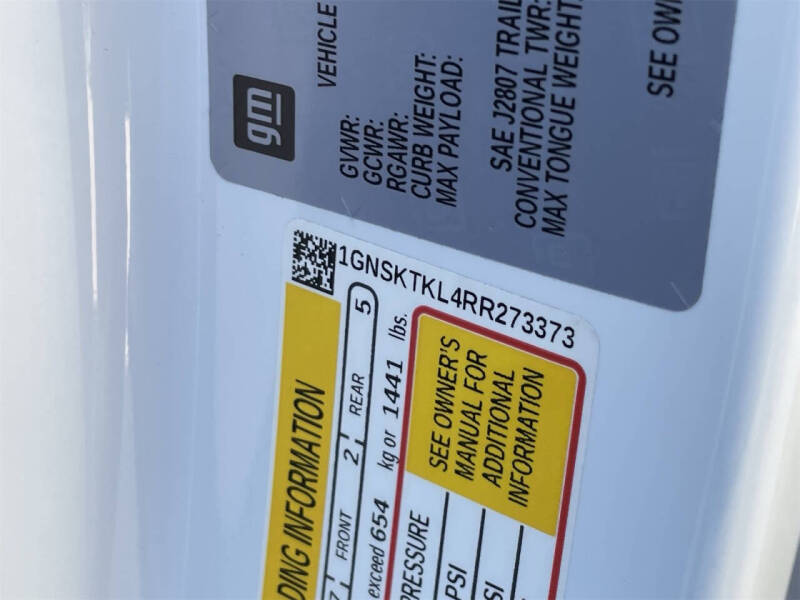 gm
VEHICLE
GVWR:
GCWR:
RGAWR:
CURB WEIGHT:
MAX PAYLOAD:
SAE J2807 TRAIL
CONVENTIONAL TWR:
MAX TONGUE WEIGHT:
SEE OWN
1GNSKTKL4RR273373
DING INFORMATION
7, FRONT 2, REAR 5
exceed 654 kg or 1441 lbs.
PRESSURE
SEE OWNER'S
MANUAL FOR
ADDITIONAL
INFORMATION
PSI
SI